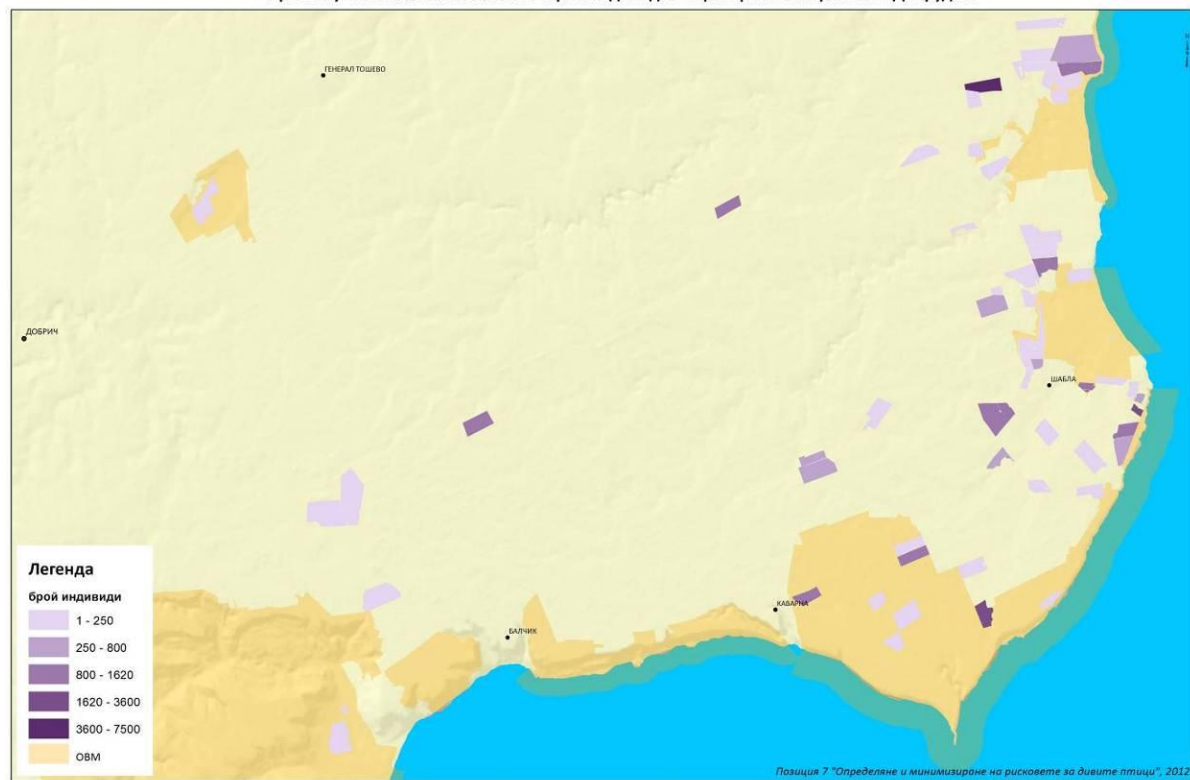 ГЕНЕРАЛ ТОШЕВО
ДОБРИЧ
ШАБЛА
КАВАРНА
БАЛЧИК
Легенда
брой индивиди
1 - 250
250 - 800
800 - 1620
1620 - 3600
3600 - 7500
ОВМ
Позиция 7 "Определяне и минимизиране на рисковете за дивите птици", 2012